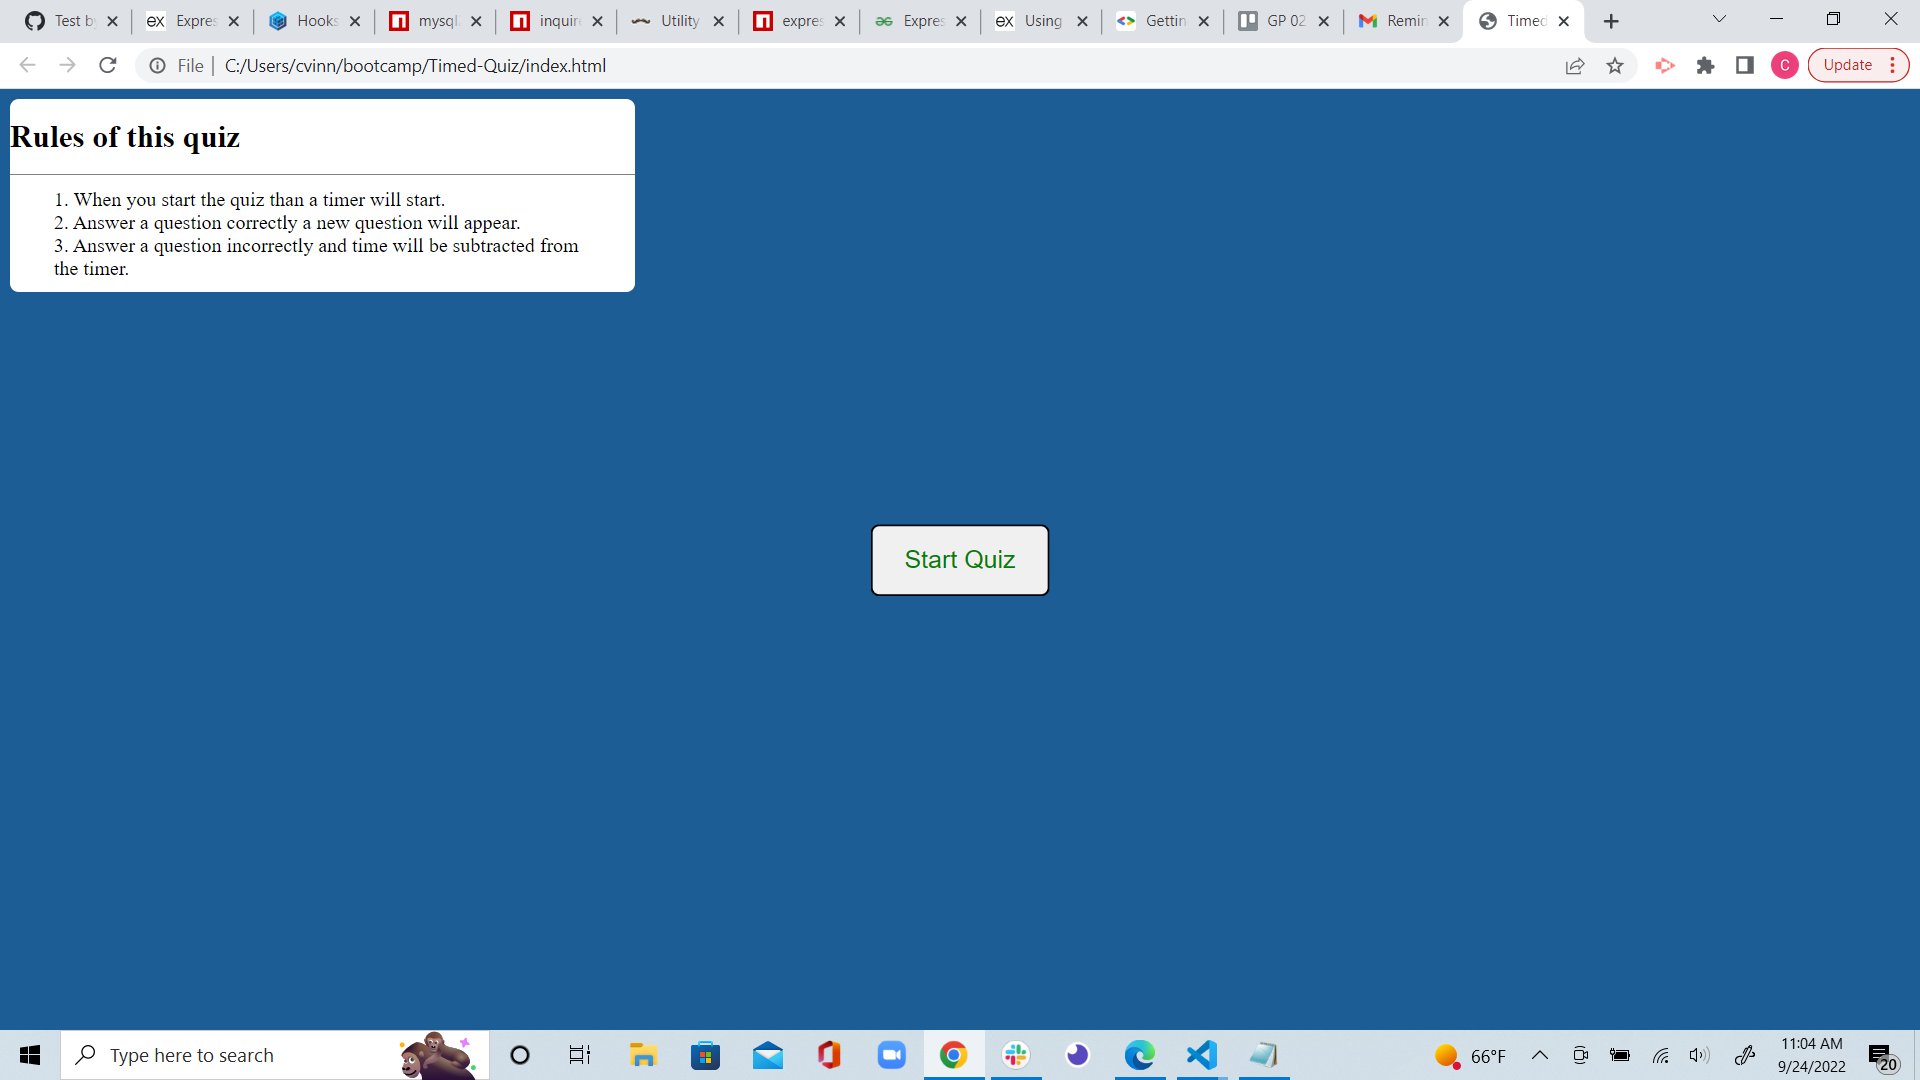 Test by
ex Expres
Hooks
mysql
inquire
Utility
expres
Expres
ex Using
Gettin
GP 02
Remin
Timed
File | C:/Users/cvinn/bootcamp/Timed-Quiz/index.html
C
Update
Rules of this quiz
1. When you start the quiz than a timer will start.
2. Answer a question correctly a new question will appear.
3. Answer a question incorrectly and time will be subtracted from
the timer.
Start Quiz
Type here to search
66°F
11:04 AM
9/24/2022
20